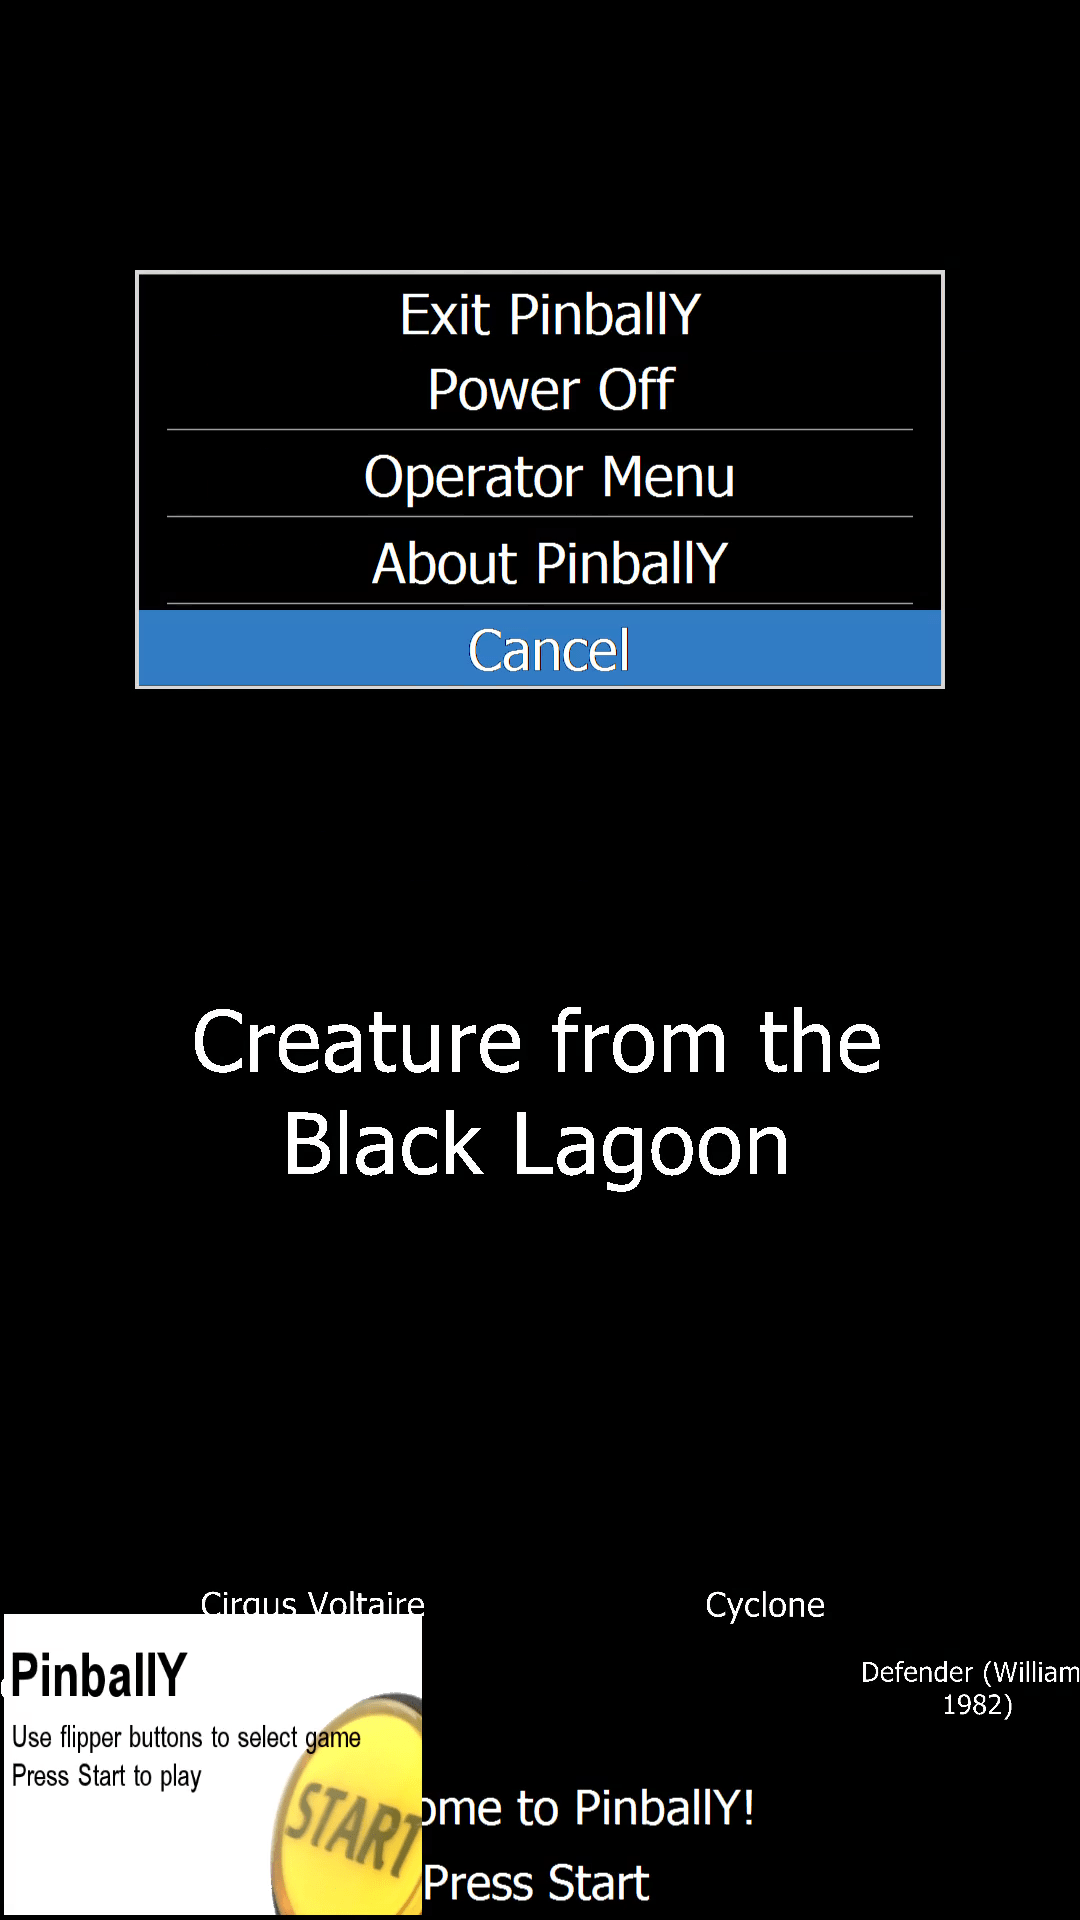 Exit PinballY
Power Off
Operator Menu
About PinballY
Cancel
Creature from the
Black Lagoon
Cirqus Voltaire
Cyclone
Defender (William
1982)
PinballY
Use flipper buttons to select game
Press Start to play
START
ome to PinballY!
Press Start